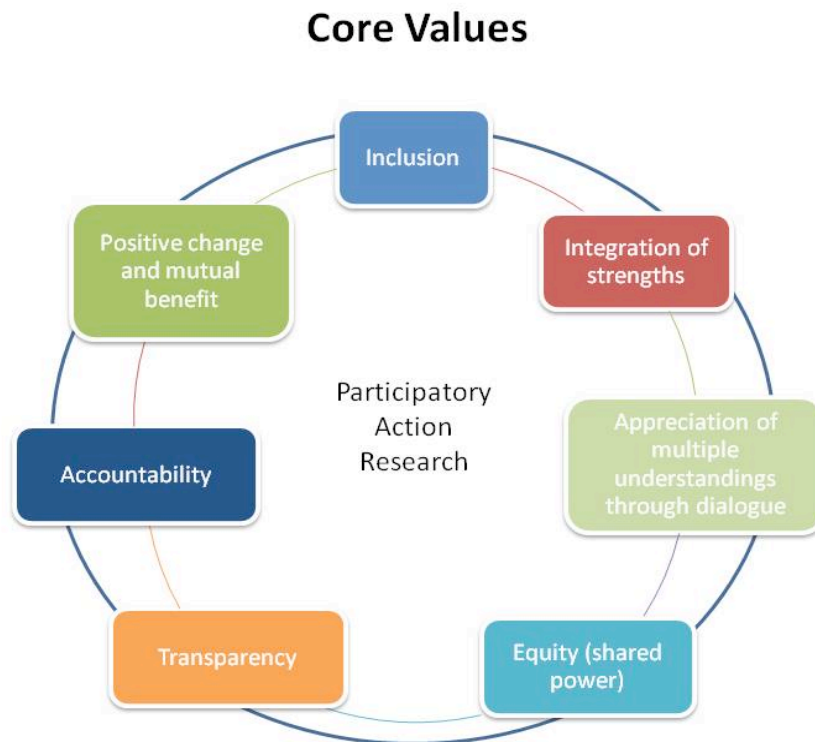 Core Values
Inclusion
Integration of
strengths
Appreciation of
multiple
understandings
through dialogue
Equity (shared
power)
Transparency
Accountability
Positive change
and mutual
benefit
Participatory
Action
Research